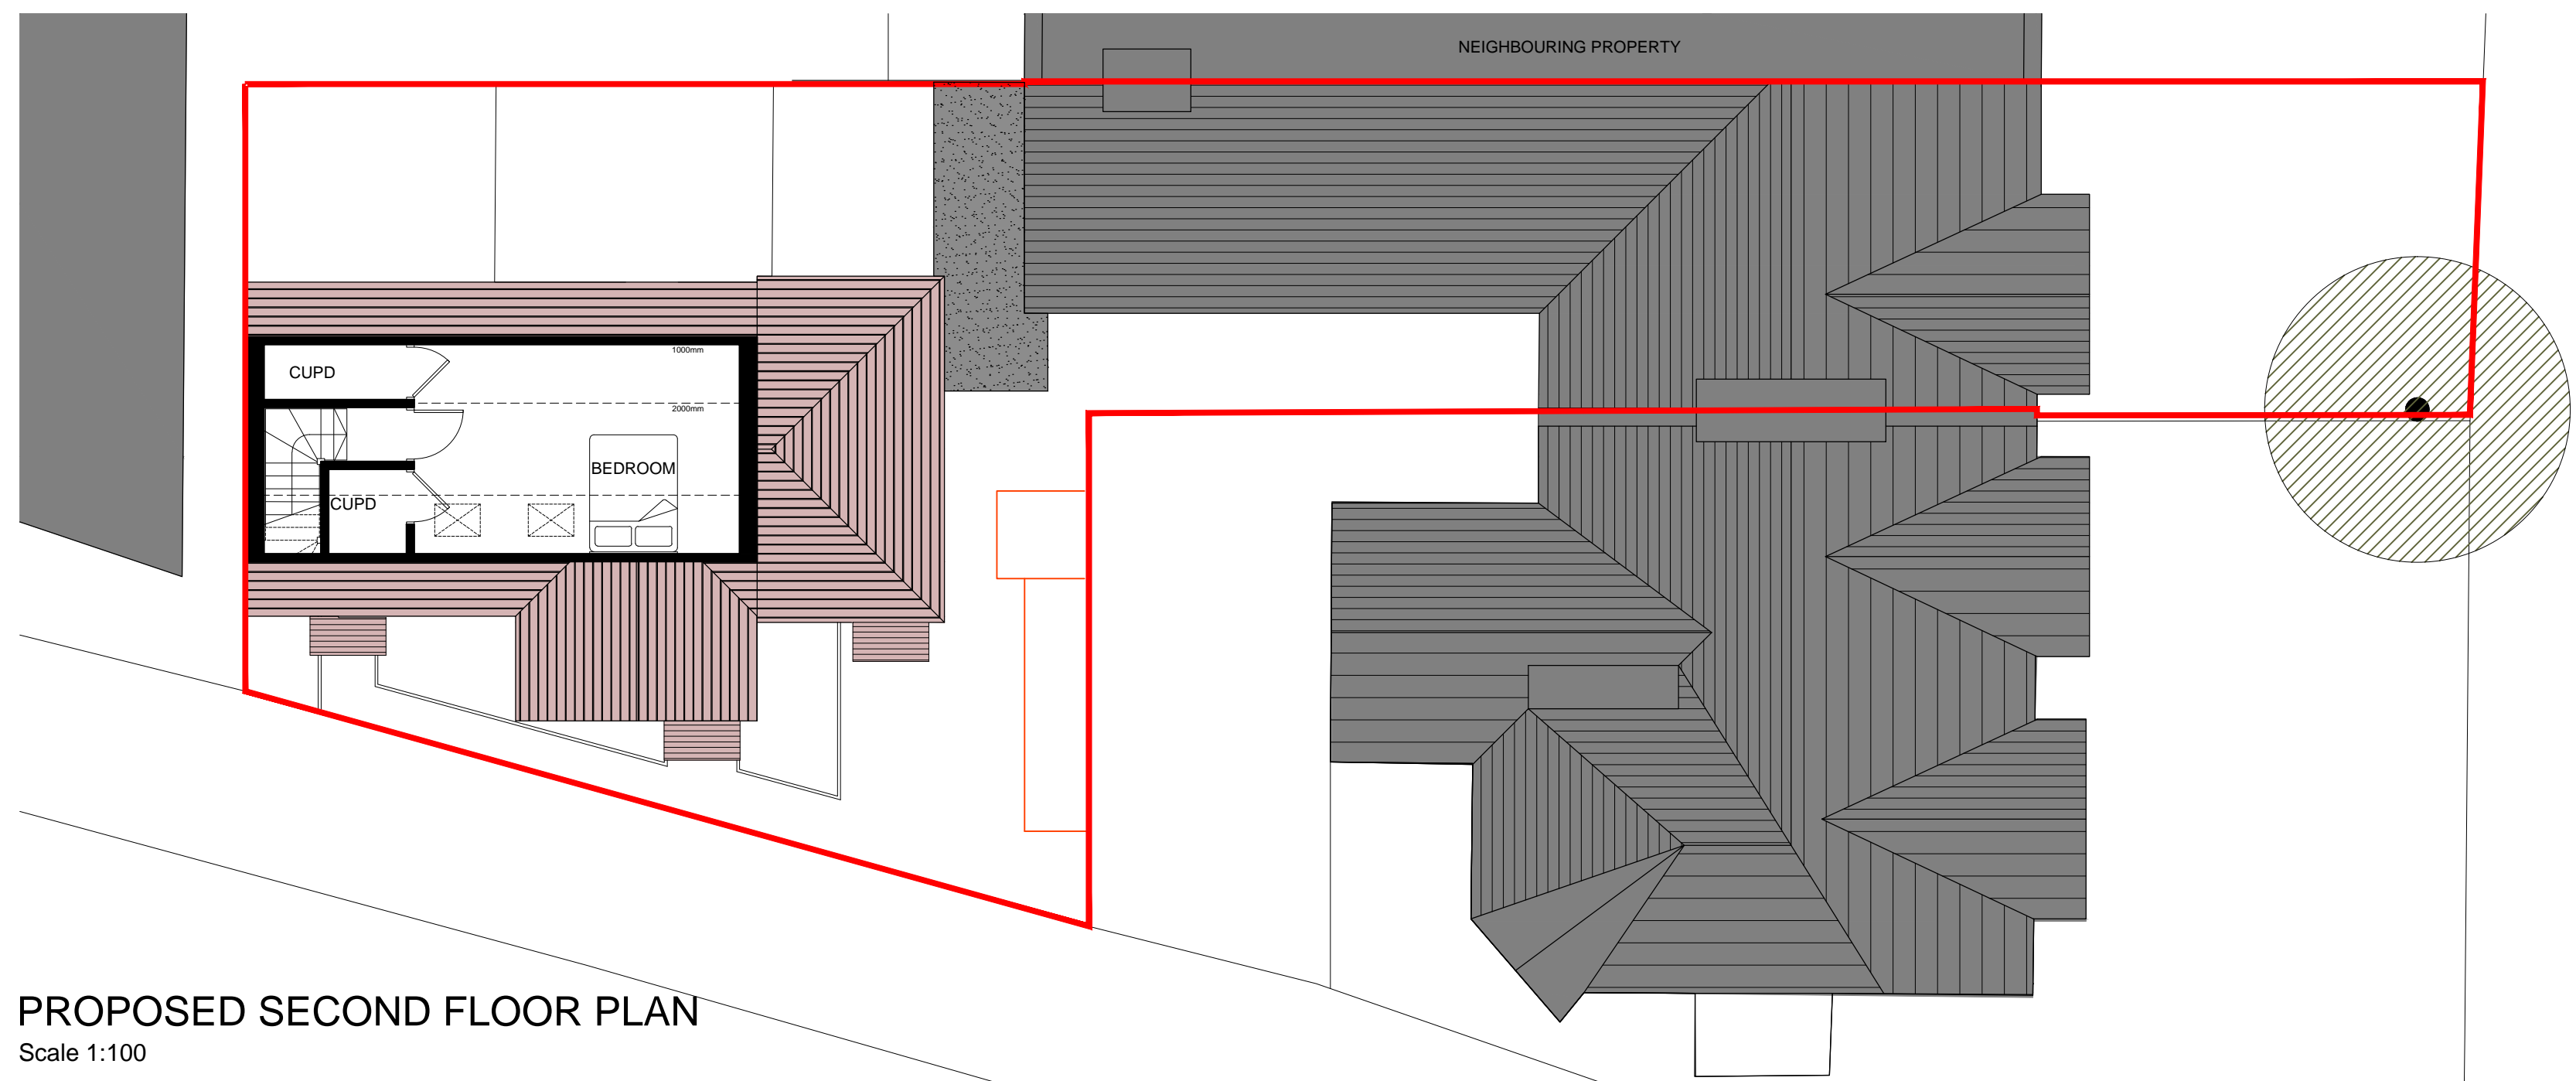 NEIGHBOURING PROPERTY
1000mm
CUPD
2000mm
BEDROOM
CUPD
PROPOSED SECOND FLOOR PLAN
Scale 1:100